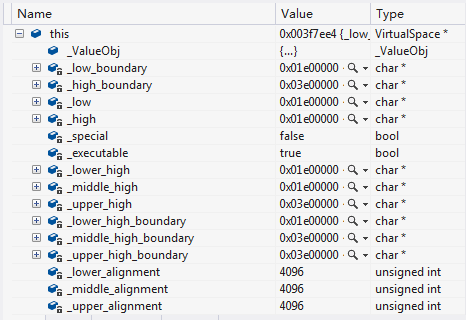 Name Value Type
this 0x003f7ee4 {_low_ VirtualSpace *
_ValueObj {...} _ValueObj
_low_boundary 0x01e00000 char *
_high_boundary 0x03e00000 char *
_low 0x01e00000 char *
_high 0x01e00000 char *
_special false bool
_executable true bool
_lower_high 0x01e00000 char *
_middle_high 0x01e00000 char *
_upper_high 0x03e00000 char *
_lower_high_boundary 0x01e00000 char *
_middle_high_boundary 0x03e00000 char *
_upper_high_boundary 0x03e00000 char *
_lower_alignment 4096 unsigned int
_middle_alignment 4096 unsigned int
_upper_alignment 4096 unsigned int